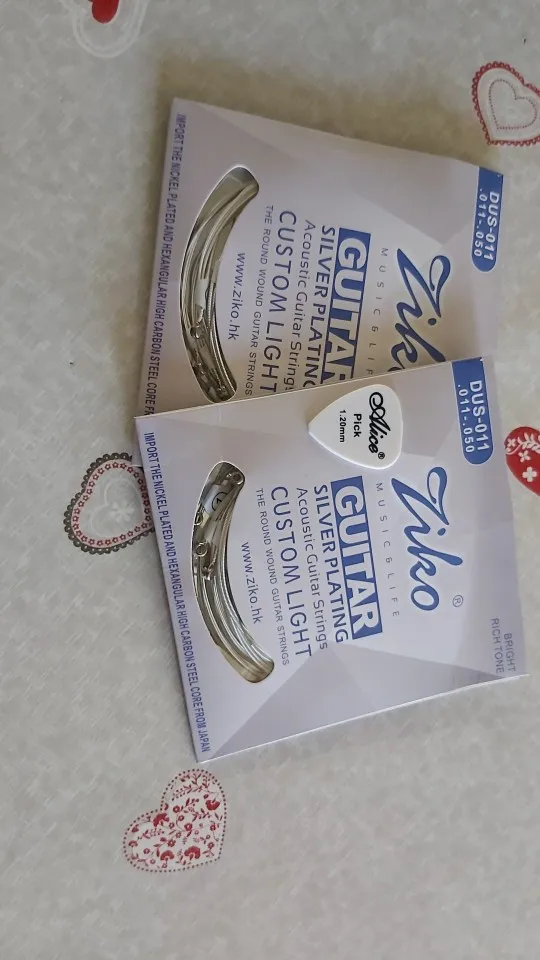 DUS-011
.011-.050
Zik
MUSIC&LIF
GUITAR
SILVER PLATING
Acoustic Guitar Strings
CUSTOM LIGHT
THE ROUND WOUND GUITAR STRINGS
www.ziko.hk
IMPORT THE NICKEL PLATED AND HEXANGULAR HIGH CARBON STEEL CORE
Alice®
Pick
1.20mm
DUS-011
.011-.050
Ziko®
MUSIC&LIFE
BRIGHT
RICH TONE
GUITAR
SILVER PLATING
Acoustic Guitar Strings
CUSTOM LIGHT
THE ROUND WOUND GUITAR STRINGS
www.ziko.hk
IMPORT THE NICKEL PLATED AND HEXANGULAR HIGH CARBON STEEL CORE FROM JAPAN